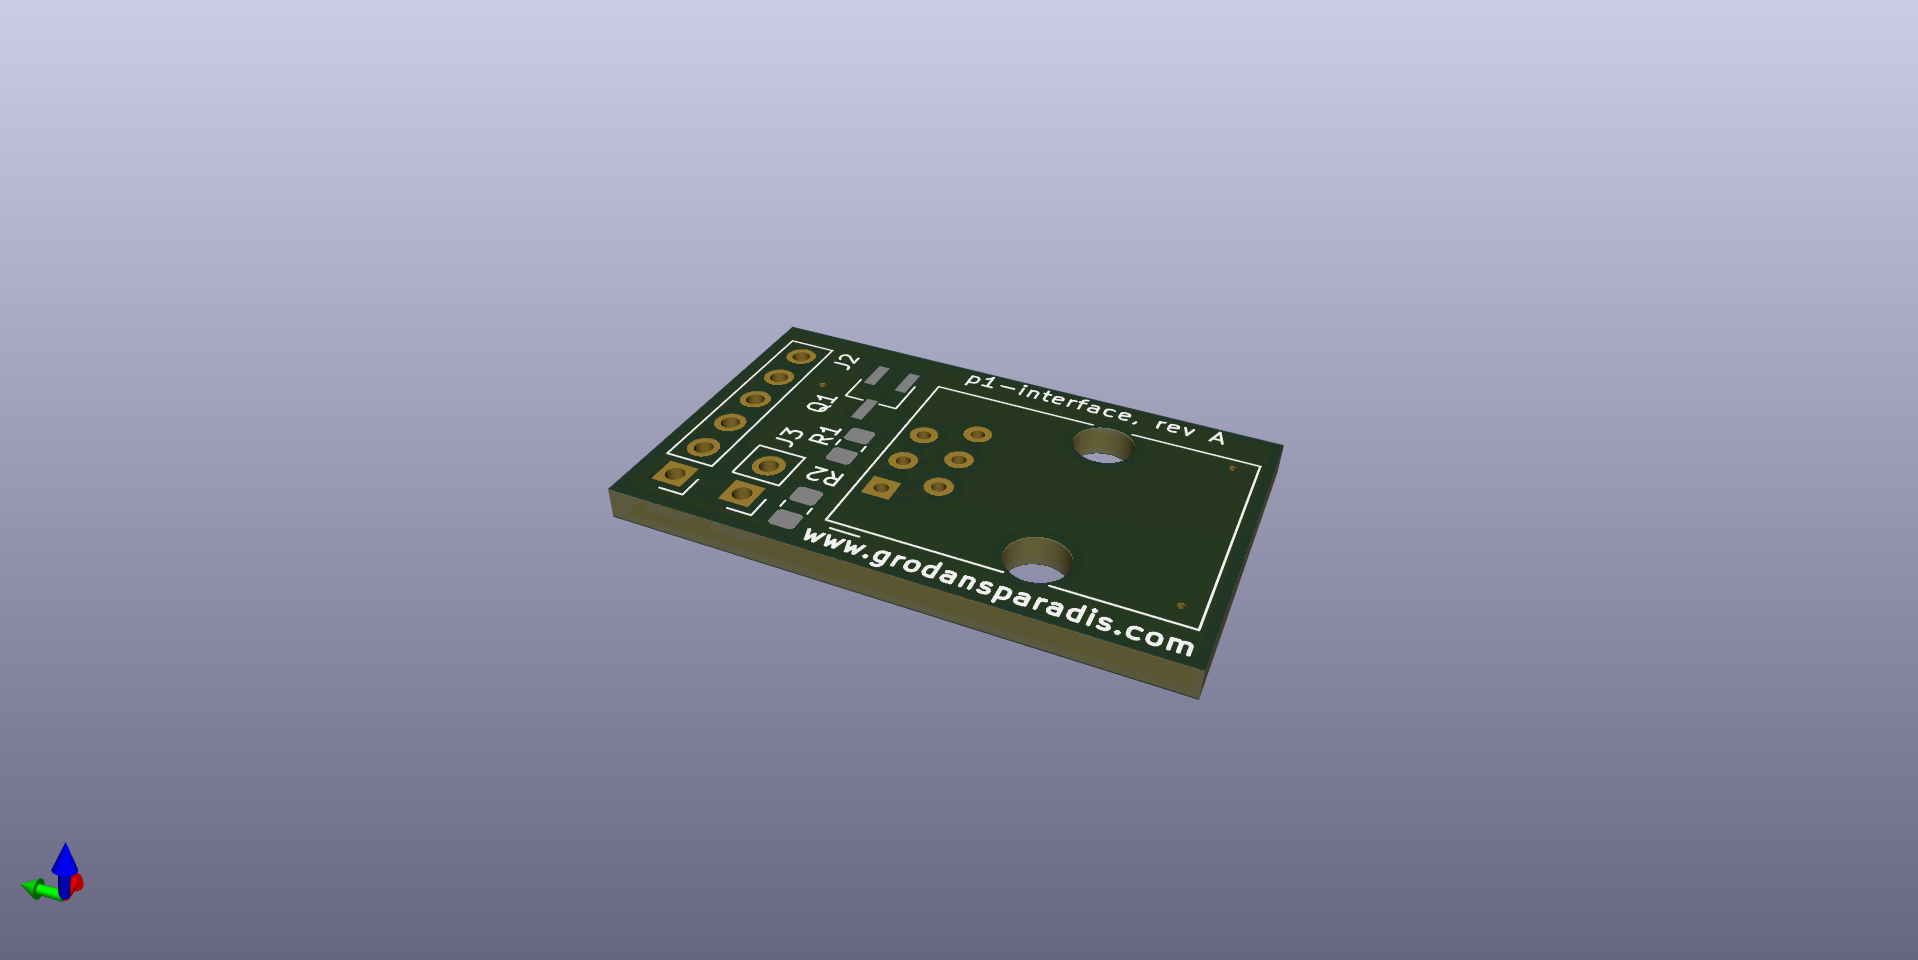 J2
p1-interface, rev A
Q1
R1
J3
R2
www.grodansparadis.com